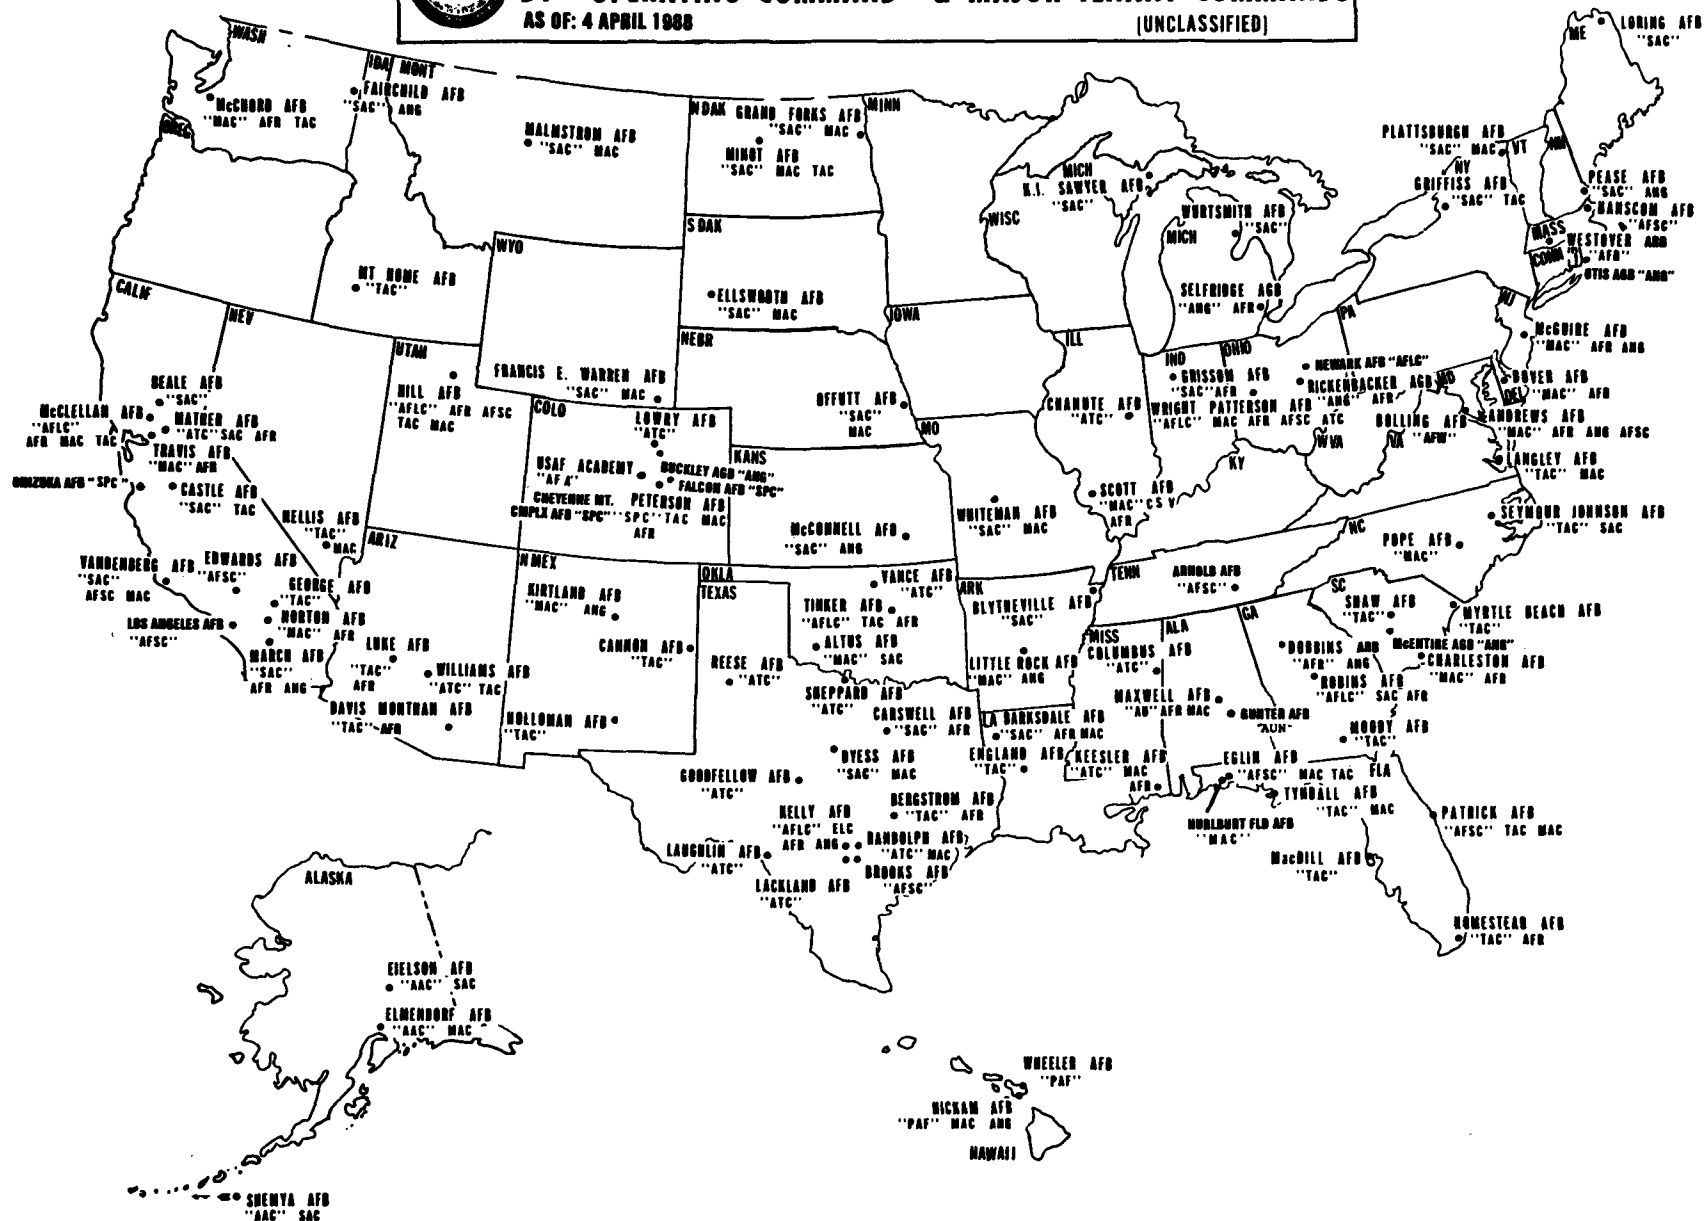 AS OF: 4 APRIL 1988
(UNCLASSIFIED)
WASH
McCHORD AFB
"MAC" AFR TAC
OREG
IDA
MONT
FAIRCHILD AFB
"SAC" ANG
MALMSTROM AFB
"SAC" MAC
N DAK
GRAND FORKS AFB
"SAC" MAC
MINOT AFB
"SAC" MAC TAC
MINN
MICH
K.I. SAWYER AFB
"SAC"
WISC
WURTSMITH AFB
"SAC"
MICH
SELFRIDGE AGB
"ANG" AFR
ME
LORING AFB
"SAC"
PLATTSBURGH AFB
"SAC" MAC
VT
NH
NY
GRIFFISS AFB
"SAC" TAC
PEASE AFB
"SAC" ANG
HANSCOM AFB
"AFSC"
MASS
WESTOVER ARB
"AFR"
CONN
OTIS AGB "ANG"
S DAK
ELLSWORTH AFB
"SAC" MAC
WYO
FRANCIS E. WARREN AFB
"SAC" MAC
MT HOME AFB
"TAC"
CALIF
NEV
UTAH
HILL AFB
"AFLC" AFR AFSC
TAC MAC
BEALE AFB
"SAC"
McCLELLAN AFB
"AFLC"
AFR MAC TAC
MATHER AFB
"ATC" SAC AFR
TRAVIS AFB
"MAC" AFR
ONIZUKA AFB "SPC"
CASTLE AFB
"SAC" TAC
NELLIS AFB
"TAC"
MAC
VANDENBERG AFB
"SAC"
AFSC MAC
EDWARDS AFB
"AFSC"
GEORGE AFB
"TAC"
NORTON AFB
"MAC" AFR
LOS ANGELES AFB
"AFSC"
MARCH AFB
"SAC"
AFR ANG
ARIZ
LUKE AFB
"TAC"
AFR
WILLIAMS AFB
"ATC" TAC
DAVIS MONTHAN AFB
"TAC" AFR
COLO
LOWRY AFB
"ATC"
BUCKLEY AGB "ANG"
FALCON AFB "SPC"
USAF ACADEMY
"AFA"
CHEYENNE MT.
CMPLX AFB "SPC"
PETERSON AFB
"SPC" TAC MAC
AFR
N MEX
KIRTLAND AFB
"MAC" ANG
CANNON AFB
"TAC"
HOLLOMAN AFB
"TAC"
NEBR
OFFUTT AFB
"SAC"
MAC
IOWA
KANS
McCONNELL AFB
"SAC" ANG
MO
WHITEMAN AFB
"SAC" MAC
ILL
CHANUTE AFB
"ATC"
SCOTT AFB
"MAC" CSV
AFR
IND
GRISSOM AFB
"SAC" AFR
OHIO
NEWARK AFB "AFLC"
RICKENBACKER AGB
"ANG" AFR
WRIGHT PATTERSON AFB
"AFLC" MAC AFR AFSC ATC
PA
NJ
McGUIRE AFB
"MAC" AFR ANG
MD
DEL
DOVER AFB
"MAC" AFR
ANDREWS AFB
"MAC" AFR ANG AFSC
BOLLING AFB
"AFW"
WVA
VA
KY
LANGLEY AFB
"TAC" MAC
SEYMOUR JOHNSON AFB
"TAC" SAC
NC
POPE AFB
"MAC"
OKLA
TEXAS
VANCE AFB
"ATC"
TINKER AFB
"AFLC" TAC AFR
ALTUS AFB
"MAC" SAC
REESE AFB
"ATC"
SHEPPARD AFB
"ATC"
CARSWELL AFB
"SAC" AFR
DYESS AFB
"SAC" MAC
GOODFELLOW AFB
"ATC"
BERGSTROM AFB
"TAC" AFR
KELLY AFB
"AFLC" ELC
AFR ANG
RANDOLPH AFB
"ATC" MAC
BROOKS AFB
"AFSC"
LAUGHLIN AFB
"ATC"
LACKLAND AFB
"ATC"
ARK
BLYTHEVILLE AFB
"SAC"
LITTLE ROCK AFB
"MAC" ANG
TENN
ARNOLD AFB
"AFSC"
LA
BARKSDALE AFB
"SAC" AFR MAC
ENGLAND AFB
"TAC"
MISS
COLUMBUS AFB
"ATC"
KEESLER AFB
"ATC" MAC
AFR
ALA
MAXWELL AFB
"AU" AFR MAC
GUNTER AFB
"AUN"
GA
DOBBINS ARB
"AFR" ANG
ROBINS AFB
"AFLC" SAC AFR
MOODY AFB
"TAC"
SC
SHAW AFB
"TAC"
MYRTLE BEACH AFB
"TAC"
McENTIRE AGB "ANG"
CHARLESTON AFB
"MAC" AFR
EGLIN AFB
"AFSC" MAC TAC
FLA
TYNDALL AFB
"TAC" MAC
HURLBURT FLD AFB
"MAC"
PATRICK AFB
"AFSC" TAC MAC
MacDILL AFB
"TAC"
HOMESTEAD AFB
"TAC" AFR
ALASKA
EIELSON AFB
"AAC" SAC
ELMENDORF AFB
"AAC" MAC
SHEMYA AFB
"AAC" SAC
WHEELER AFB
"PAF"
HICKAM AFB
"PAF" MAC ANG
HAWAII